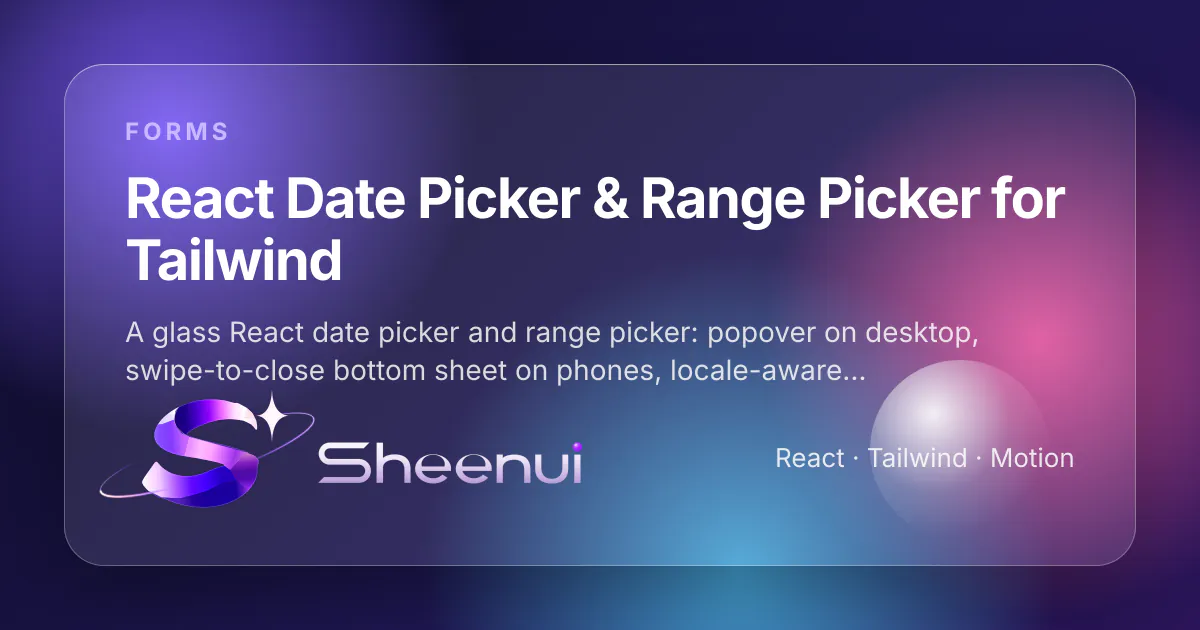 FORMS
React Date Picker & Range Picker for
Tailwind
A glass React date picker and range picker: popover on desktop,
swipe-to-close bottom sheet on phones, locale-aware...
Sheenui
React · Tailwind · Motion